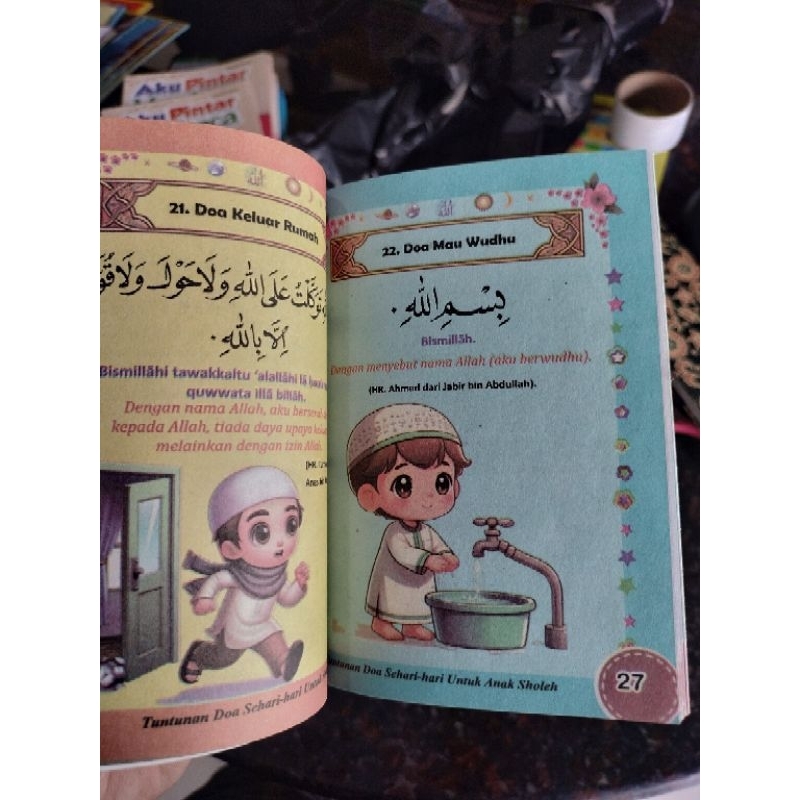 Aku Pintar
Aku Pintar
21. Doa Keluar Rumah
تَوَكَّلْتُ عَلَى اللهِ وَلَاحَوْلَ وَلَا
اِلَّا بِاللهِ.
Bismillāhi tawakkaltu 'alallāhi lā
quwwata illā billāh.
Dengan nama Allah, aku
kepada Allah, tiada daya upaya
melainkan dengan izin Allah.
(HR.
Tuntunan Doa Sehari-hari
22. Doa Mau Wudhu
بِسْمِ اللهِ.
Bismillāh.
Dengan menyebut nama Allah (aku berwudhu).
(HR. Ahmad dari Jabir bin Abdullah).
Tuntunan Doa Sehari-hari Untuk Anak Sholeh
27